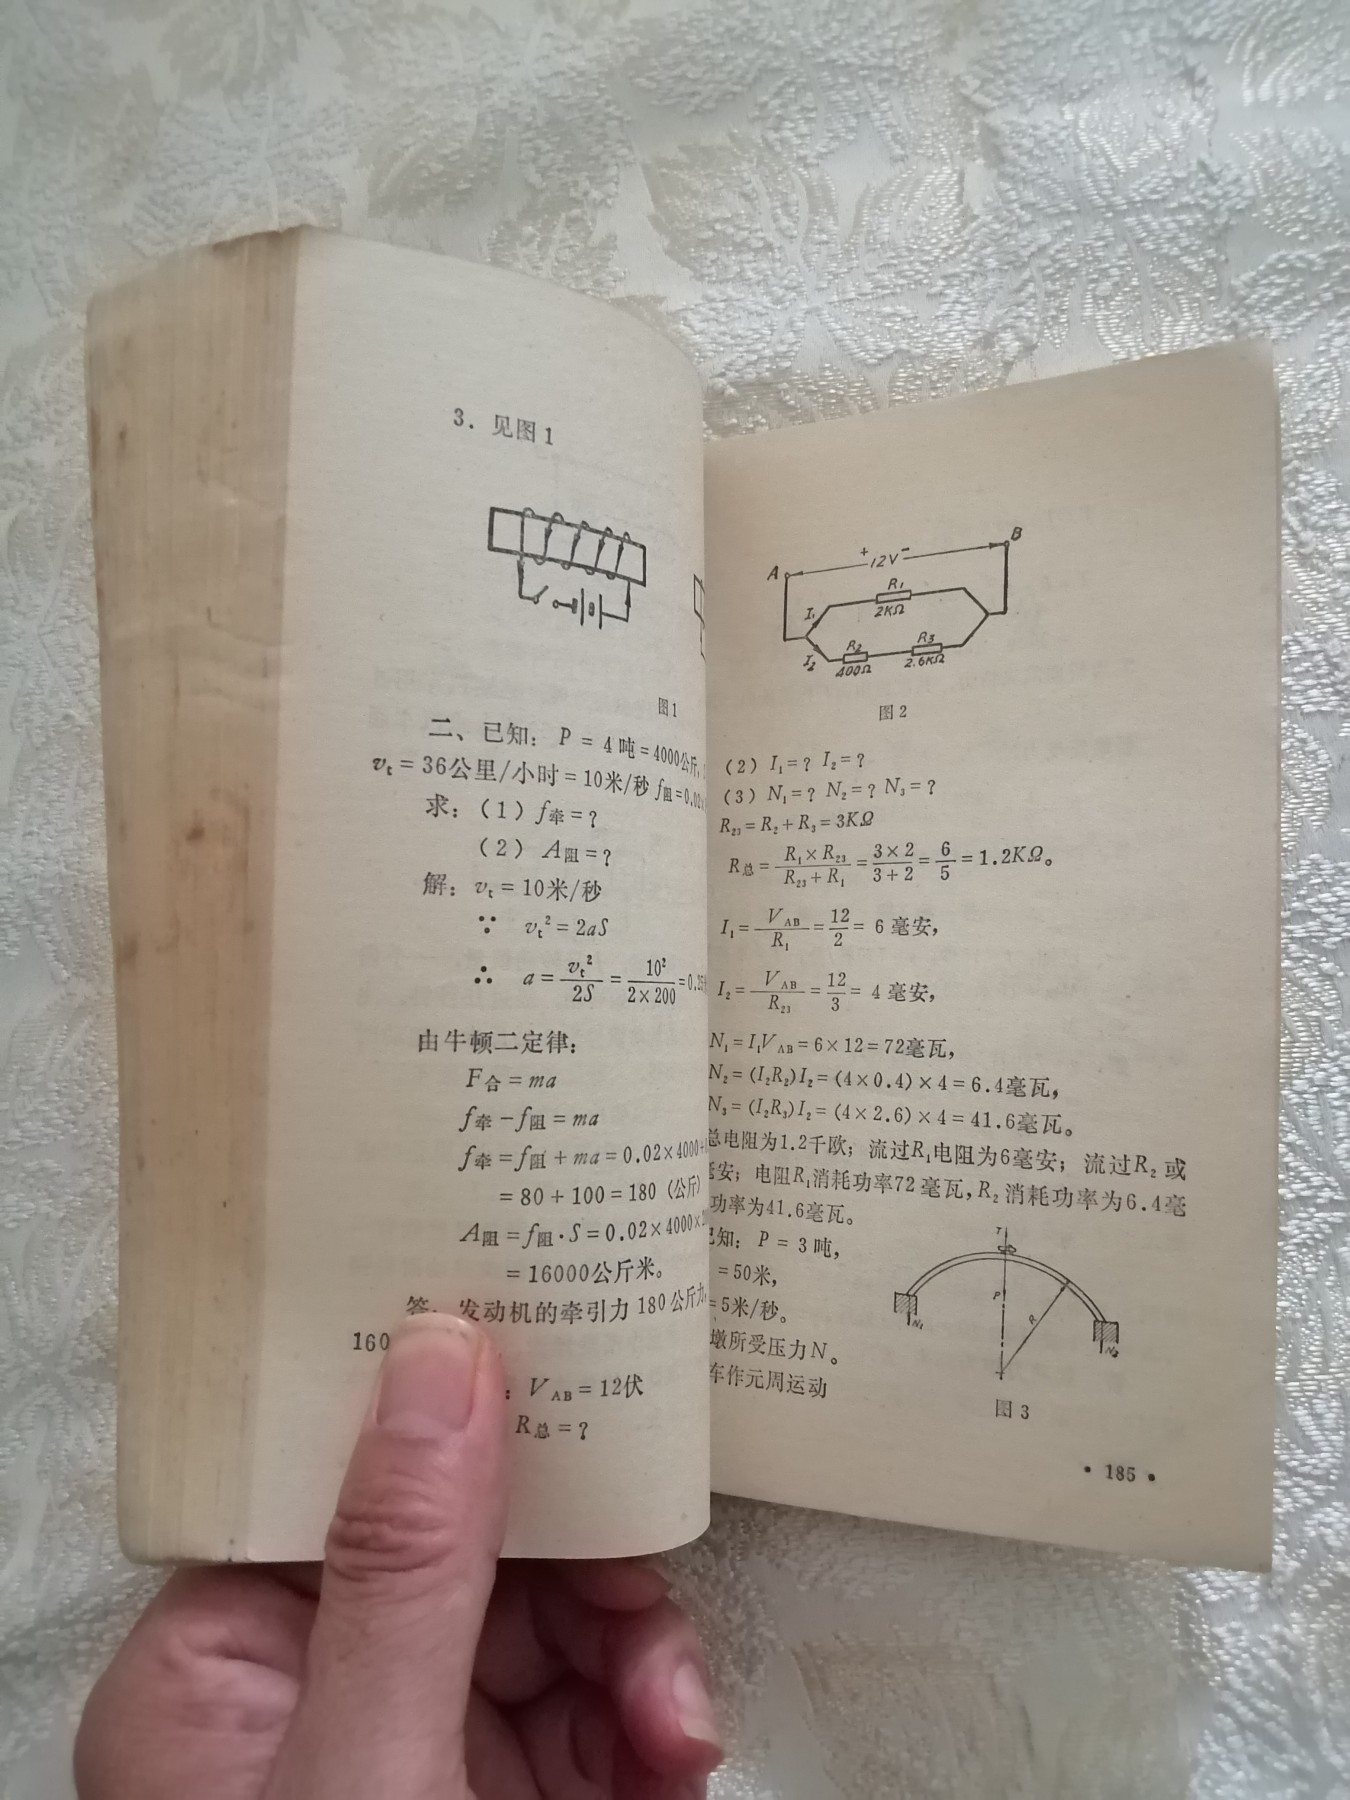 3. 见图1
图1
二、已知: P = 4吨=4000公斤,
vₜ = 36公里/小时=10米/秒 f阻=0.02
求: (1) f牵=?
(2) A阻=?
解: vₜ = 10米/秒
∵ vₜ² = 2aS
∴ a = vₜ²/2S = 10²/2×200 = 0.25
由牛顿二定律:
F合 = ma
f牵 - f阻 = ma
f牵 = f阻 + ma = 0.02×4000+
= 80 + 100 = 180 (公斤)
A阻 = f阻·S = 0.02×4000×
= 16000公斤米。
答: 发动机的牵引力180公斤力,
160
: V_AB = 12伏
R总 = ?
A + 12V - B
I₁ R₁ 2KΩ
I₂ R₂ 400Ω R₃ 2.6KΩ
图2
(2) I₁=? I₂=?
(3) N₁=? N₂=? N₃=?
R₂₃=R₂+R₃=3KΩ
R总=R₁×R₂₃/R₂₃+R₁=3×2/3+2=6/5=1.2KΩ。
I₁=V_AB/R₁=12/2=6毫安,
I₂=V_AB/R₂₃=12/3=4毫安,
N₁=I₁V_AB=6×12=72毫瓦,
N₂=(I₂R₂)I₂=(4×0.4)×4=6.4毫瓦,
N₃=(I₂R₃)I₂=(4×2.6)×4=41.6毫瓦。
总电阻为1.2千欧; 流过R₁电阻为6毫安; 流过R₂或
毫安; 电阻R₁消耗功率72毫瓦, R₂消耗功率为6.4毫
功率为41.6毫瓦。
已知: P = 3吨,
=50米,
=5米/秒。
墩所受压力N。
车作元周运动
T
P
R
N₁
N₂
图3
• 185 •